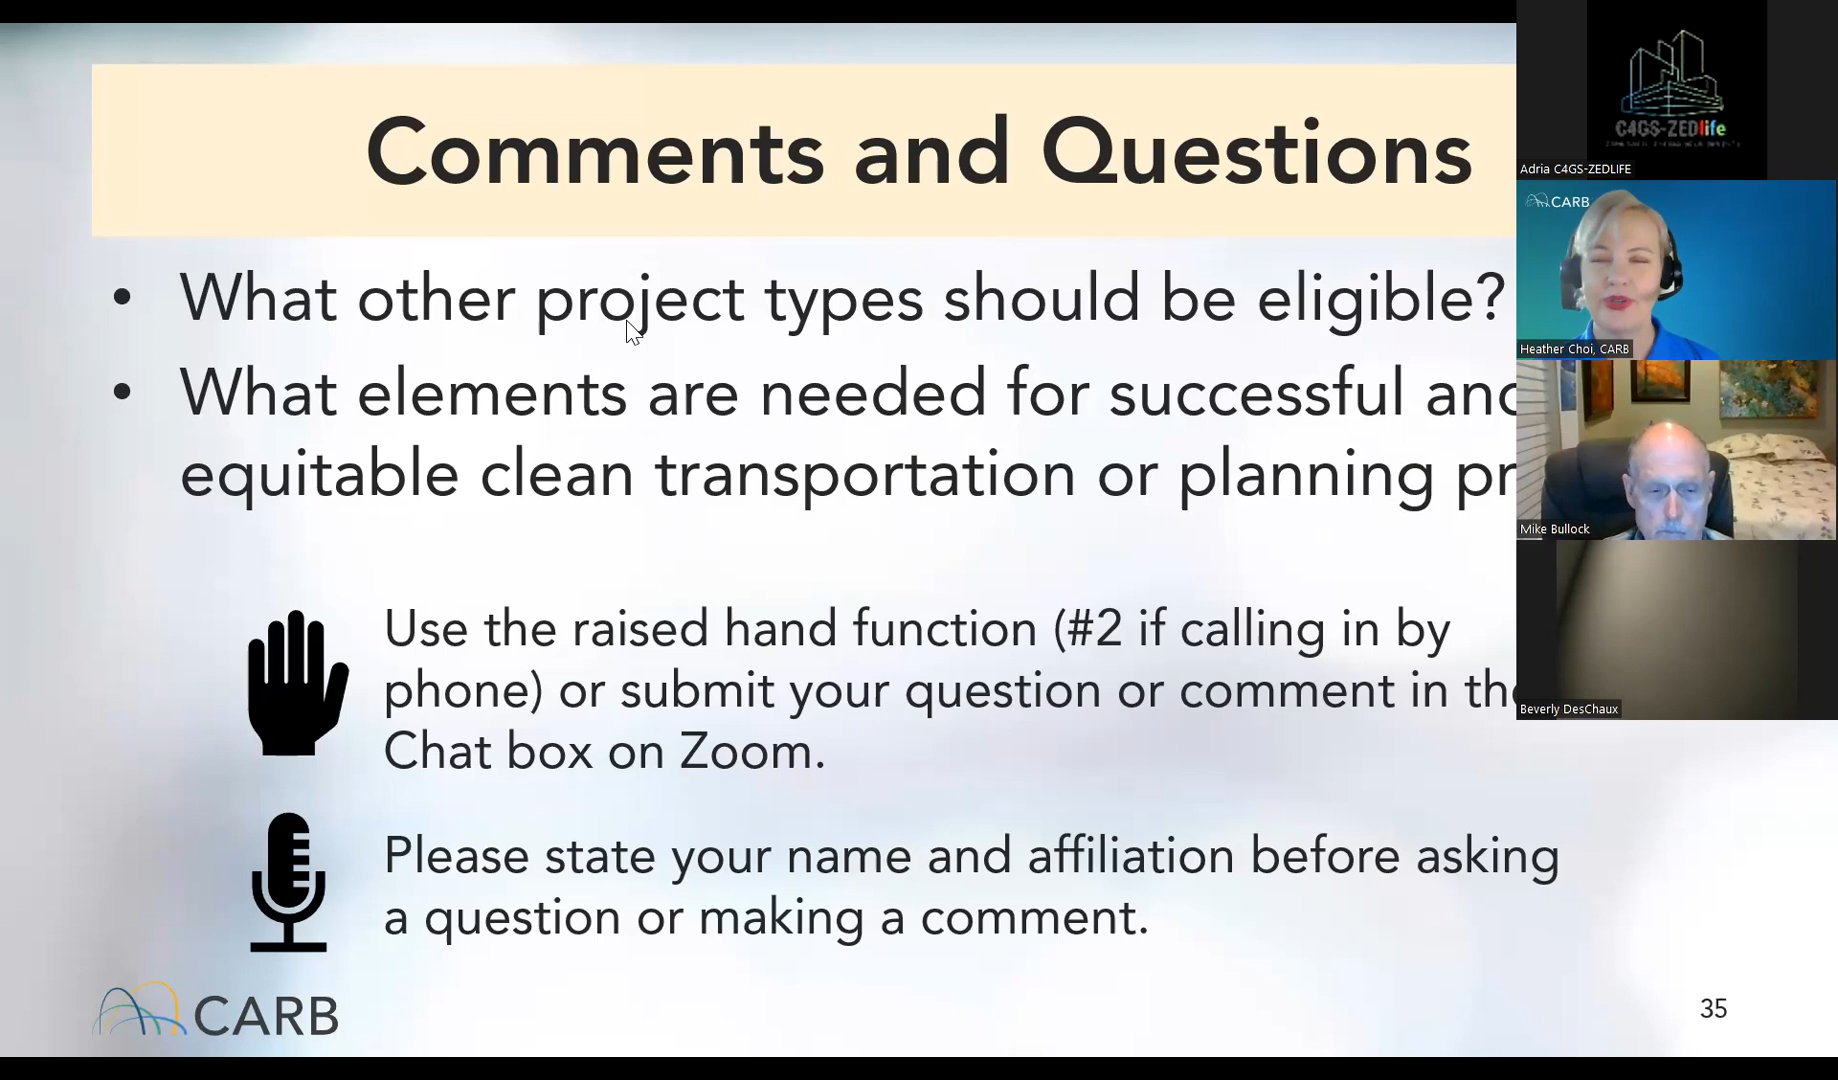 Comments and Questions
• What other project types should be eligible?
• What elements are needed for successful and
equitable clean transportation or planning pr
Use the raised hand function (#2 if calling in by
phone) or submit your question or comment in the
Chat box on Zoom.
Please state your name and affiliation before asking
a question or making a comment.
CARB
35
C4GS-ZEDlife
Adria C4GS-ZEDLIFE
CARB
Heather Choi, CARB
Mike Bullock
Beverly DesChaux